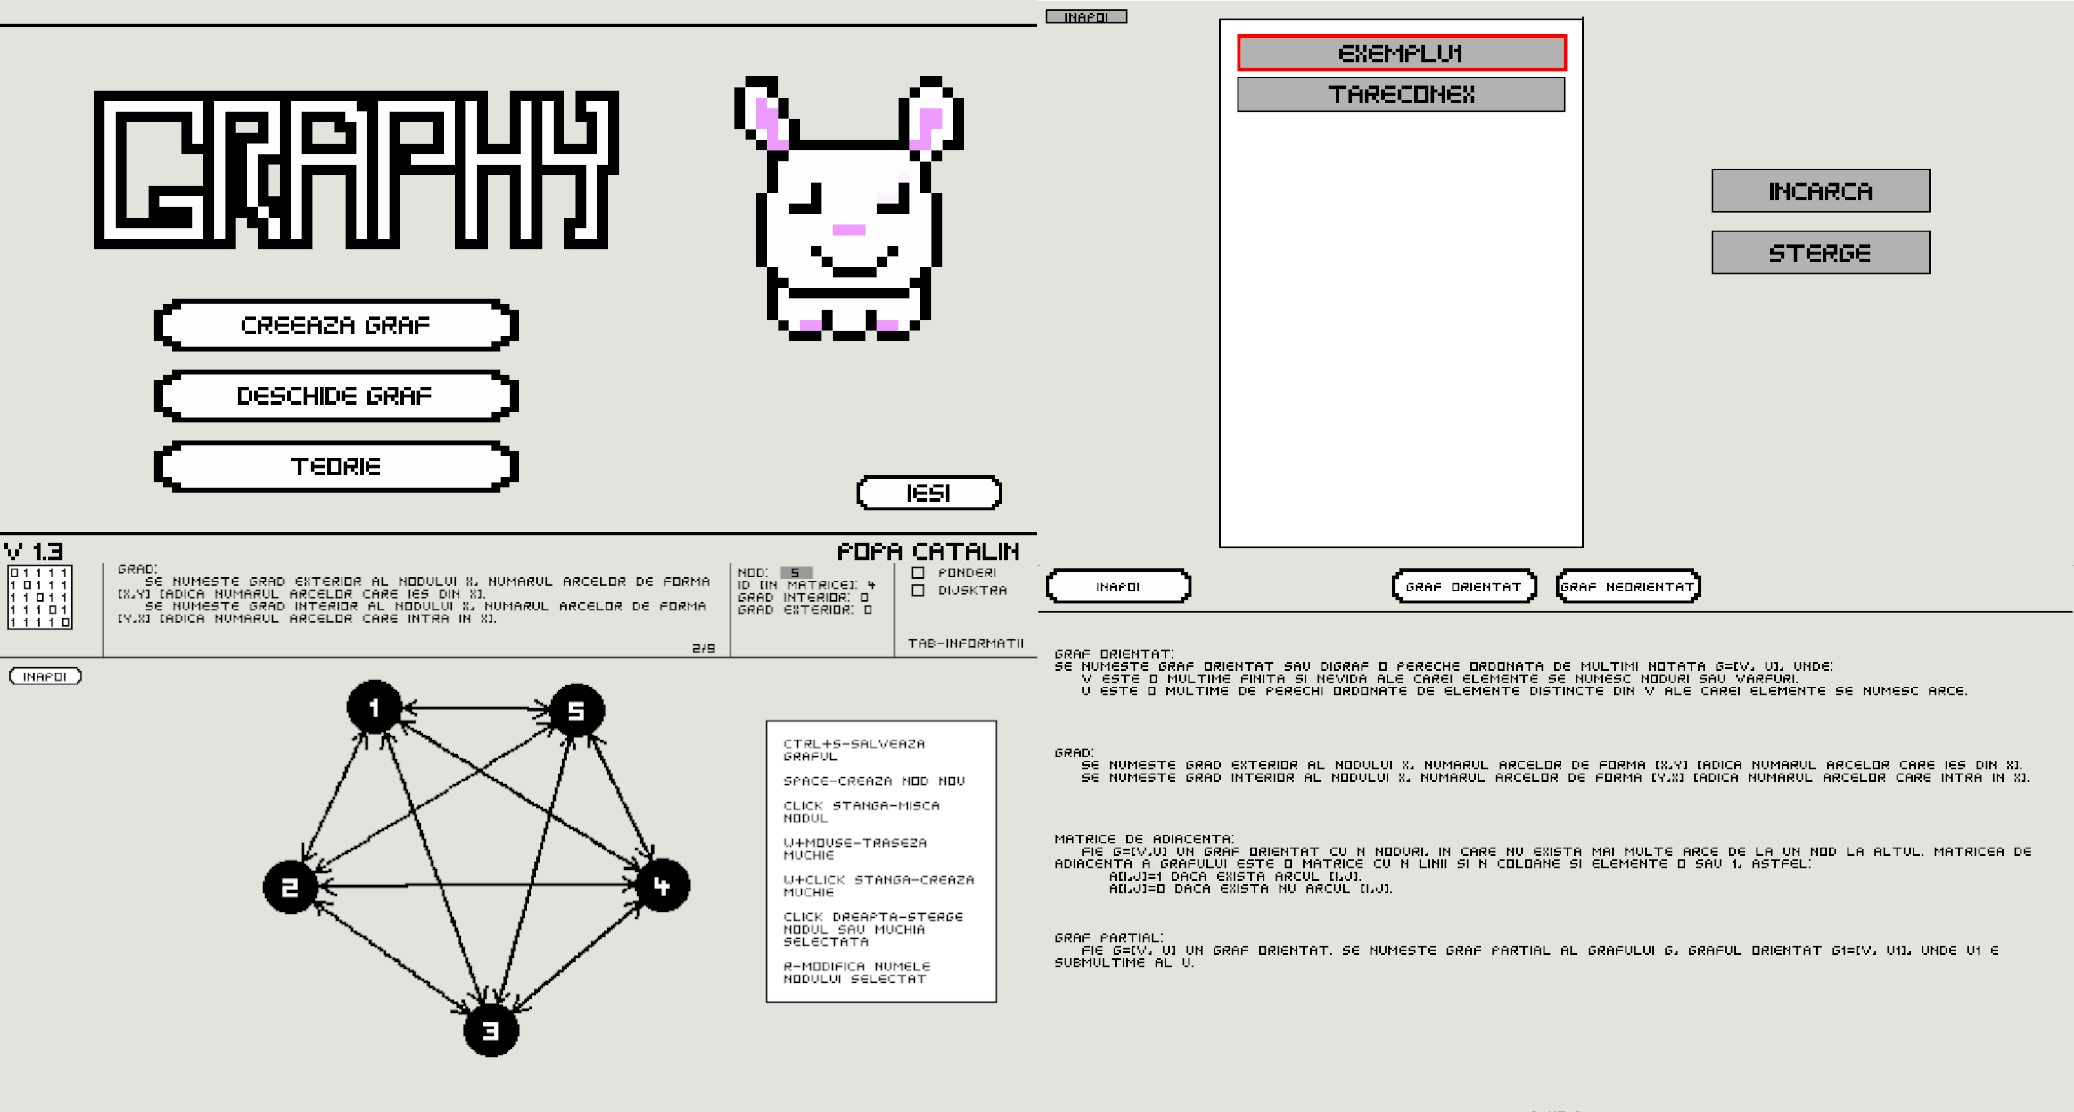 GRAPHY
CREEAZA GRAF
DESCHIDE GRAF
TEORIE
IESI
V 1.3
POPA CATALIN
INAPOI
EXEMPLU1
TARECONEX
INCARCA
STERGE
0 1 1 1 1
1 0 1 1 1
1 1 0 1 1
1 1 1 0 1
1 1 1 1 0
GRAD:
SE NUMESTE GRAD EXTERIOR AL NODULUI X, NUMARUL ARCELOR DE FORMA
[X,Y] [ADICA NUMARUL ARCELOR CARE IES DIN X].
SE NUMESTE GRAD INTERIOR AL NODULUI X, NUMARUL ARCELOR DE FORMA
[Y,X] [ADICA NUMARUL ARCELOR CARE INTRA IN X].
2/9
NOD: 5
ID [IN MATRICE]: 4
GRAD INTERIOR: 0
GRAD EXTERIOR: 0
PONDERI
DIJSKTRA
TAB-INFORMATII
INAPOI
1
5
2
4
3
CTRL+S-SALVEAZA
GRAFUL
SPACE-CREAZA NOD NOU
CLICK STANGA-MISCA
NODUL
W+MOUSE-TRASEZA
MUCHIE
W+CLICK STANGA-CREAZA
MUCHIE
CLICK DREAPTA-STERGE
NODUL SAU MUCHIA
SELECTATA
R-MODIFICA NUMELE
NODULUI SELECTAT
INAPOI
GRAF ORIENTAT
GRAF NEORIENTAT
GRAF ORIENTAT:
SE NUMESTE GRAF ORIENTAT SAU DIGRAF O PERECHE ORDONATA DE MULTIMI NOTATA G=[V, U], UNDE:
V ESTE O MULTIME FINITA SI NEVIDA ALE CAREI ELEMENTE SE NUMESC NODURI SAU VARFURI.
U ESTE O MULTIME DE PERECHI ORDONATE DE ELEMENTE DISTINCTE DIN V ALE CAREI ELEMENTE SE NUMESC ARCE.
GRAD:
SE NUMESTE GRAD EXTERIOR AL NODULUI X, NUMARUL ARCELOR DE FORMA [X,Y] [ADICA NUMARUL ARCELOR CARE IES DIN X].
SE NUMESTE GRAD INTERIOR AL NODULUI X, NUMARUL ARCELOR DE FORMA [Y,X] [ADICA NUMARUL ARCELOR CARE INTRA IN X].
MATRICE DE ADIACENTA:
FIE G=[V,U] UN GRAF ORIENTAT CU N NODURI, IN CARE NU EXISTA MAI MULTE ARCE DE LA UN NOD LA ALTUL. MATRICEA DE
ADIACENTA A GRAFULUI ESTE O MATRICE CU N LINII SI N COLOANE SI ELEMENTE 0 SAU 1, ASTFEL:
A[I,J]=1 DACA EXISTA ARCUL [I,J].
A[I,J]=0 DACA EXISTA NU ARCUL [I,J].
GRAF PARTIAL:
FIE G=[V, U] UN GRAF ORIENTAT. SE NUMESTE GRAF PARTIAL AL GRAFULUI G, GRAFUL ORIENTAT G1=[V, U1], UNDE U1 E
SUBMULTIME AL U.